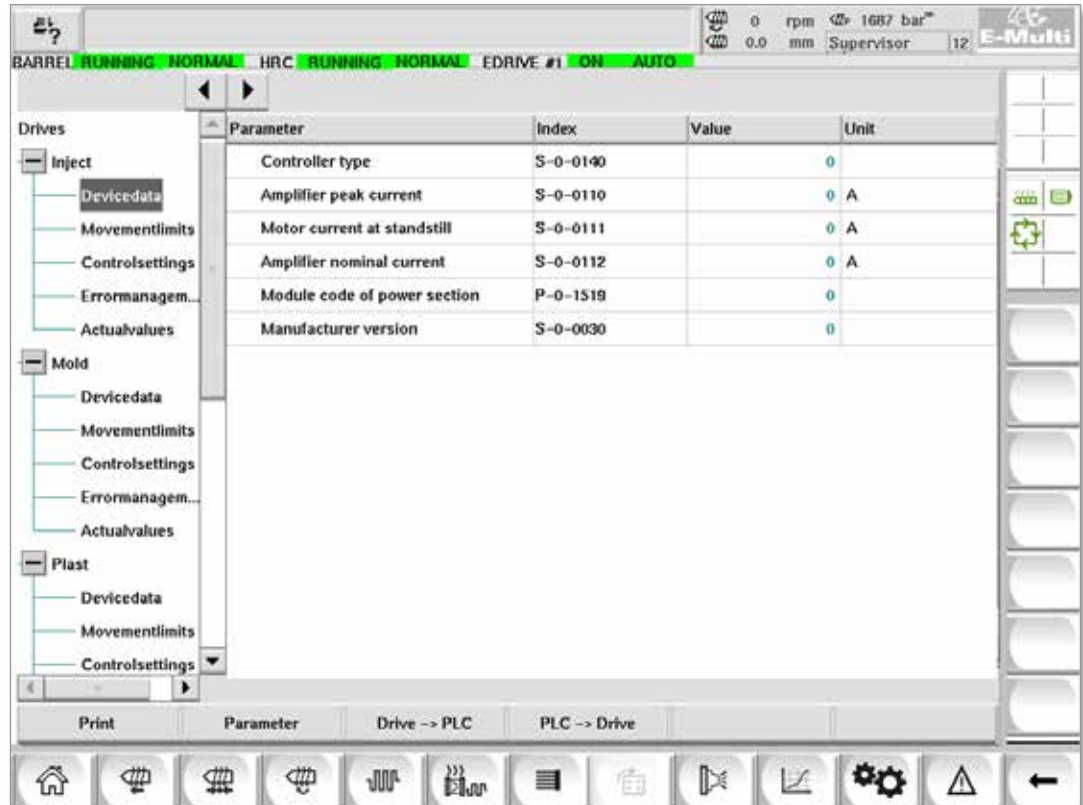 0 rpm 1687 bar
0.0 mm Supervisor 12 E-Multi
BARREL RUNNING NORMAL HRC RUNNING NORMAL EDRIVE #1 ON AUTO
Drives
Parameter Index Value Unit
Inject
Controller type S-0-0140 0
Devicedata
Amplifier peak current S-0-0110 0 A
Movementlimits
Motor current at standstill S-0-0111 0 A
Controlsettings
Amplifier nominal current S-0-0112 0 A
Errormanagem...
Module code of power section P-0-1519 0
Actualvalues
Manufacturer version S-0-0030 0
Mold
Devicedata
Movementlimits
Controlsettings
Errormanagem...
Actualvalues
Plast
Devicedata
Movementlimits
Controlsettings
Print Parameter Drive -> PLC PLC -> Drive